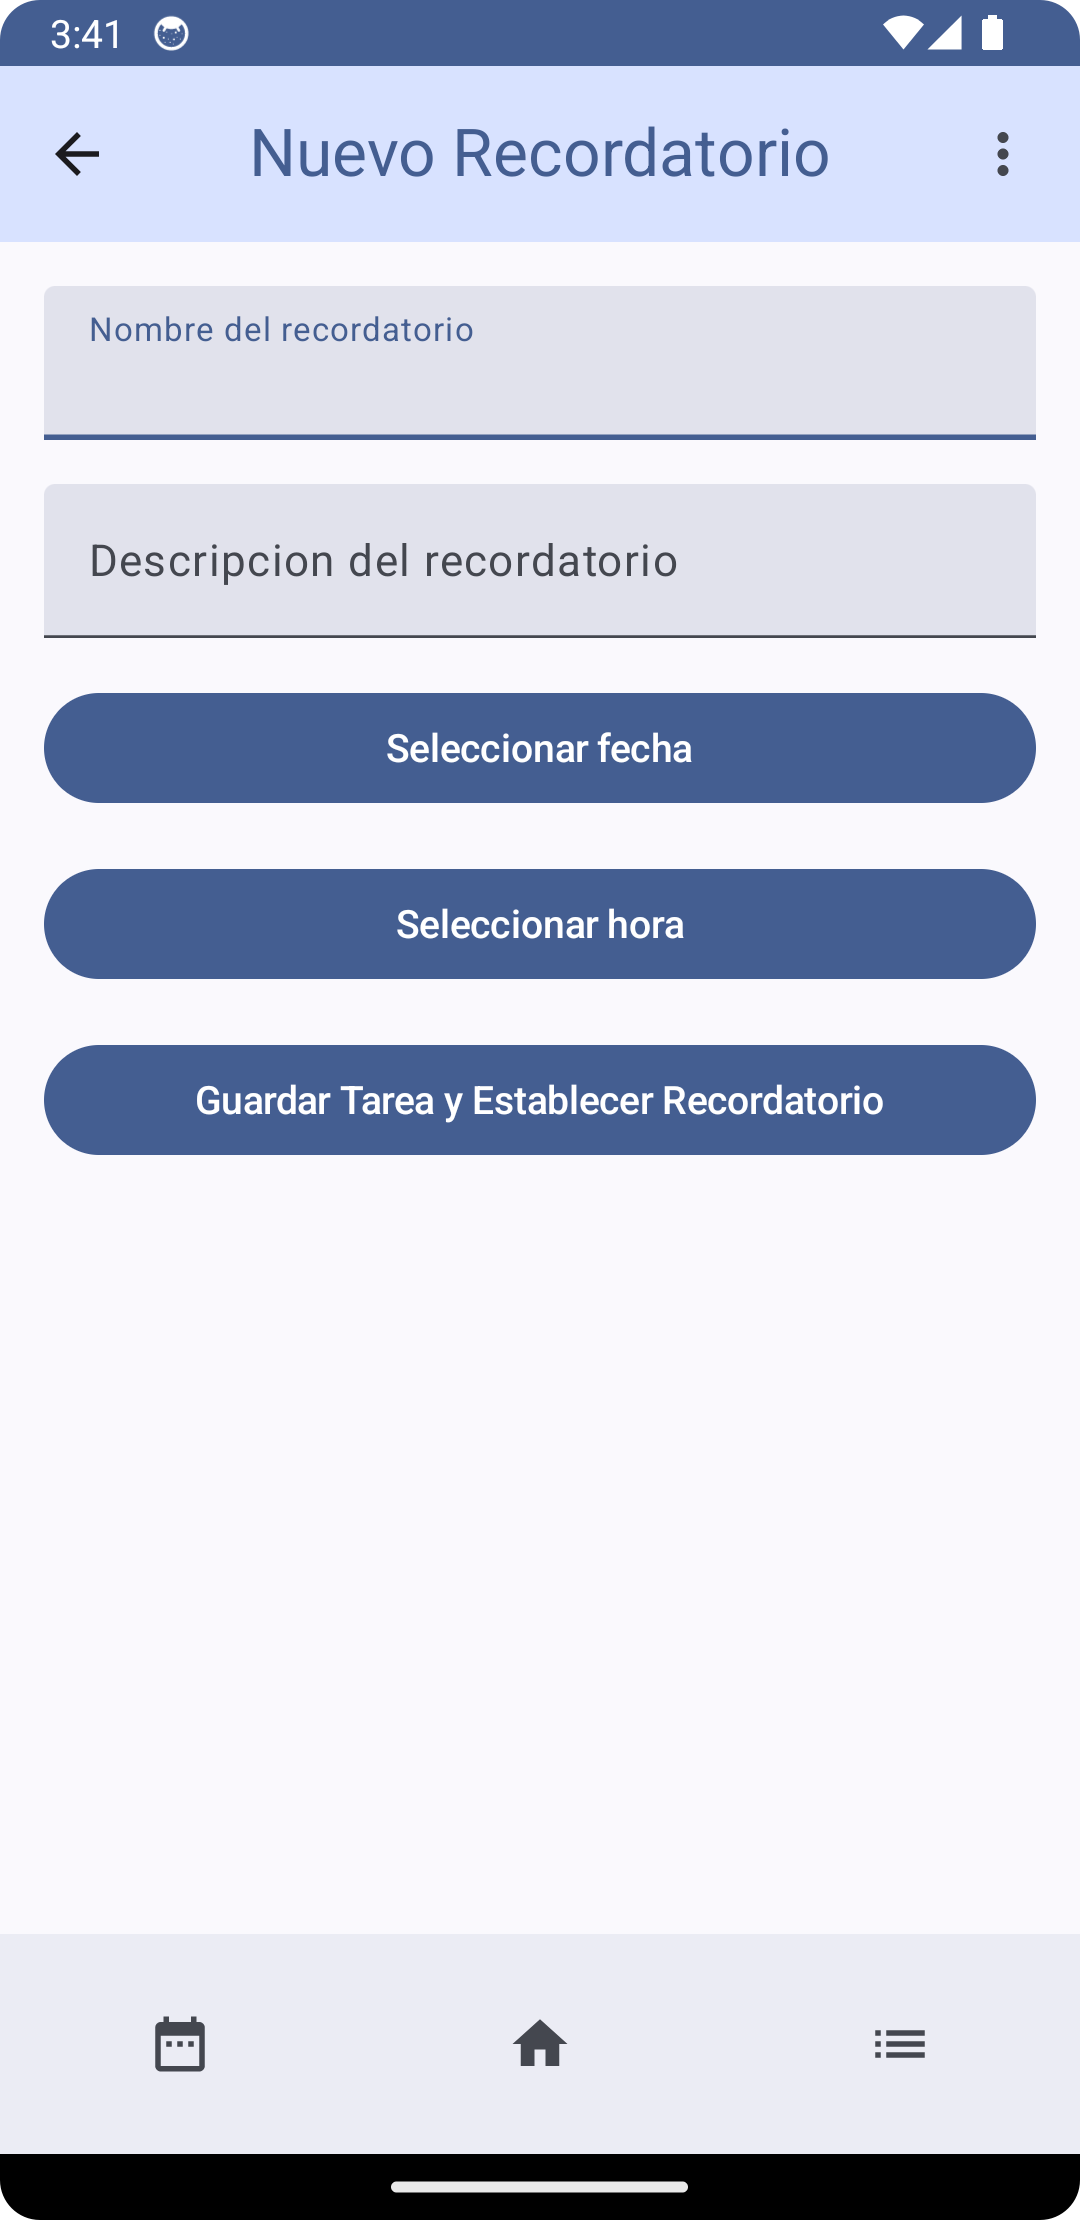 3:41
Nuevo Recordatorio
Nombre del recordatorio
Descripcion del recordatorio
Seleccionar fecha
Seleccionar hora
Guardar Tarea y Establecer Recordatorio